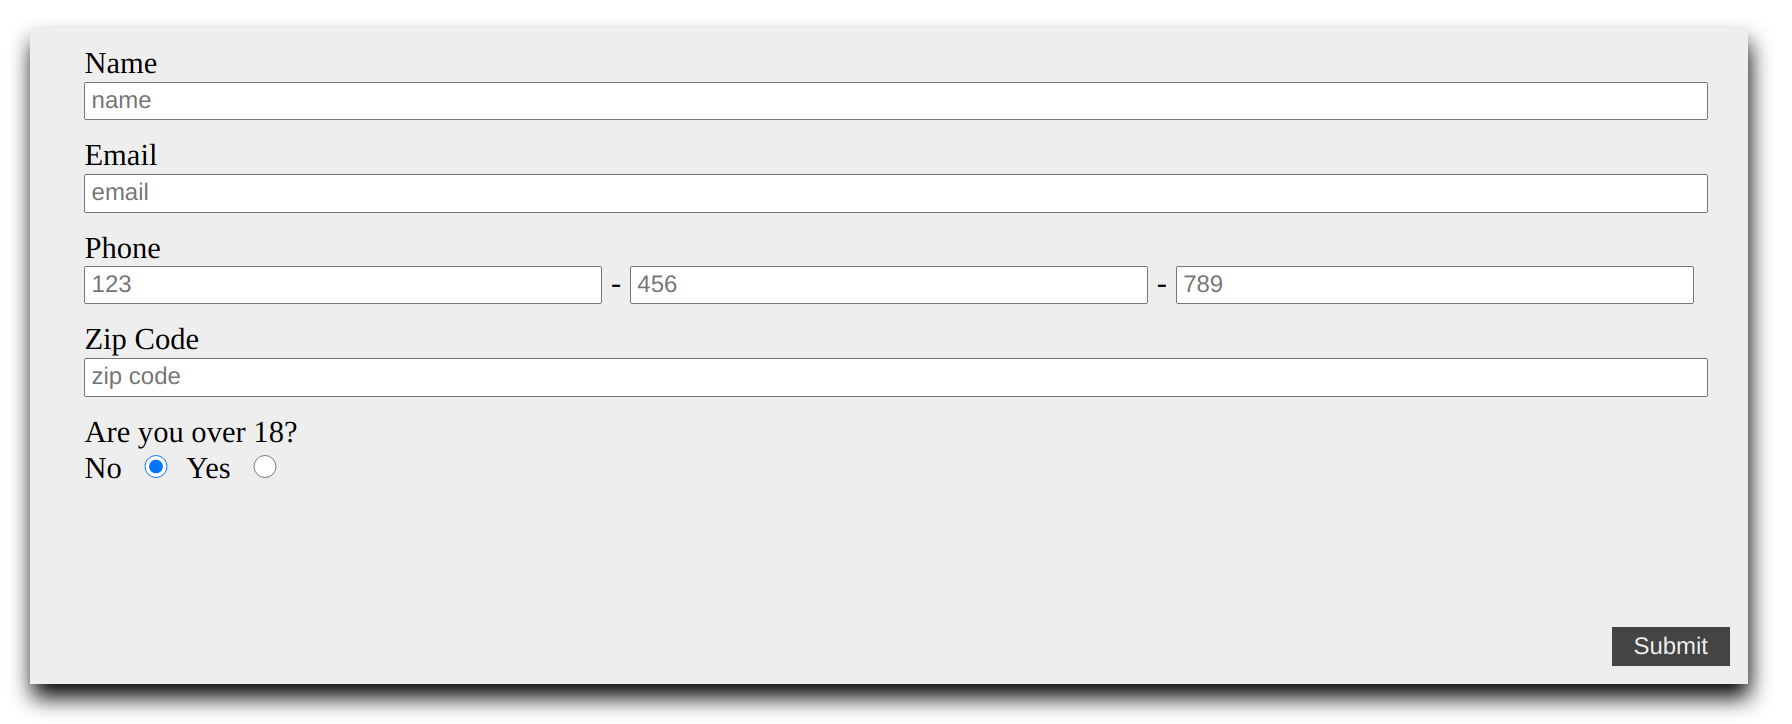 Name
name
Email
email
Phone
123 - 456 - 789
Zip Code
zip code
Are you over 18?
No Yes
Submit